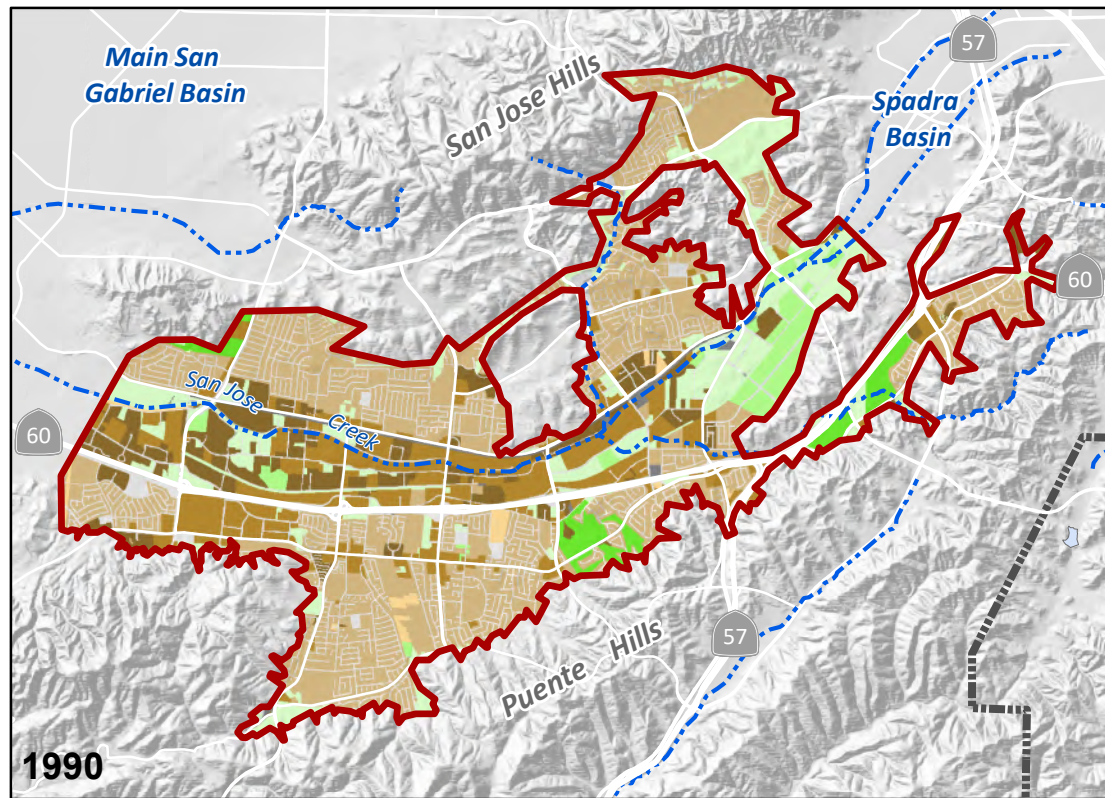 Main San
Gabriel Basin
San Jose Hills
57
Spadra
Basin
60
San Jose
Creek
60
57
Puente Hills
1990